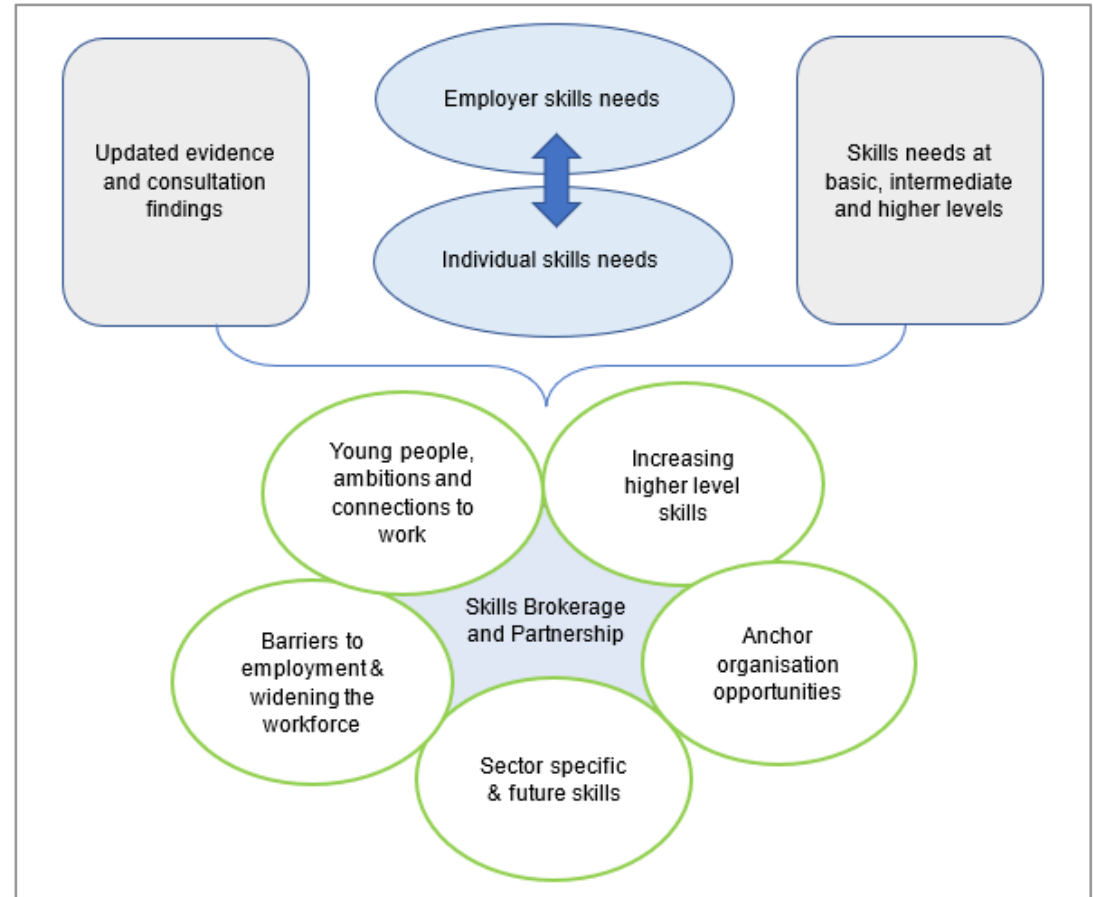 Updated evidence
and consultation
findings
Employer skills needs
Individual skills needs
Skills needs at
basic, intermediate
and higher levels
Young people,
ambitions and
connections to
work
Increasing
higher level
skills
Skills Brokerage
and Partnership
Barriers to
employment &
widening the
workforce
Anchor
organisation
opportunities
Sector specific
& future skills